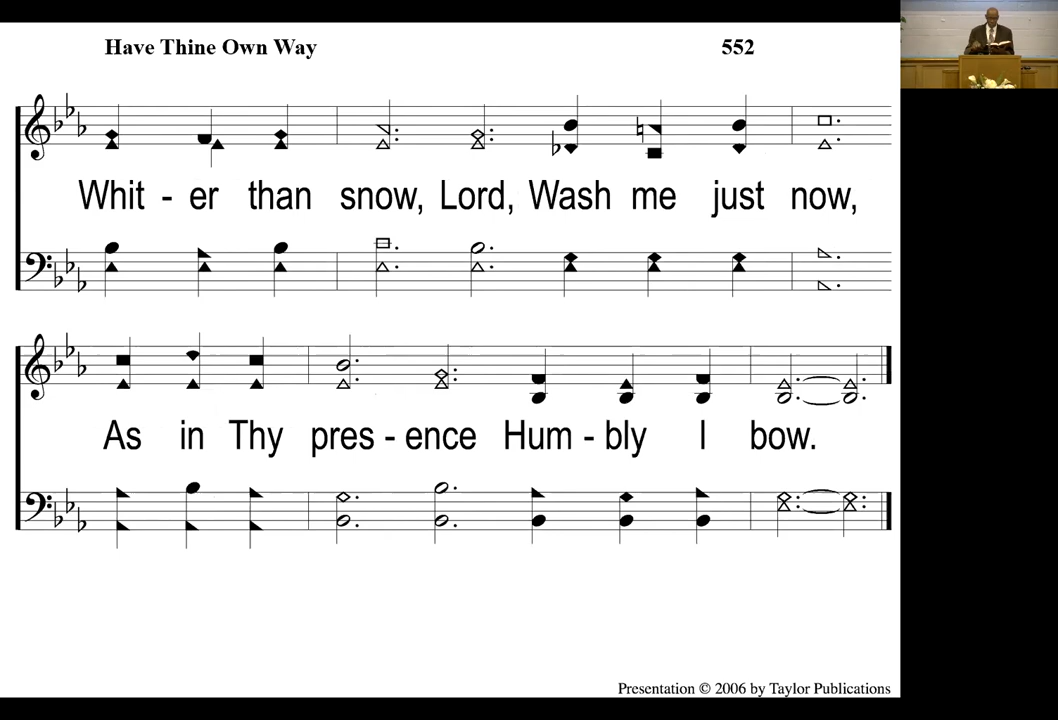 Have Thine Own Way 552
Whit - er than snow, Lord, Wash me just now,
As in Thy pres - ence Hum - bly I bow.
Presentation © 2006 by Taylor Publications